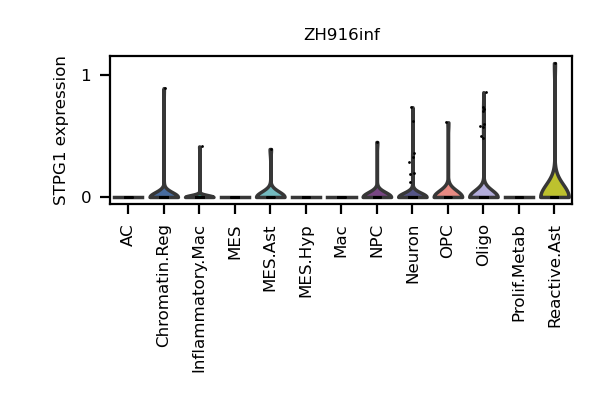 ZH916inf
STPG1 expression
1
0
AC
Chromatin.Reg
Inflammatory.Mac
MES
MES.Ast
MES.Hyp
Mac
NPC
Neuron
OPC
Oligo
Prolif.Metab
Reactive.Ast